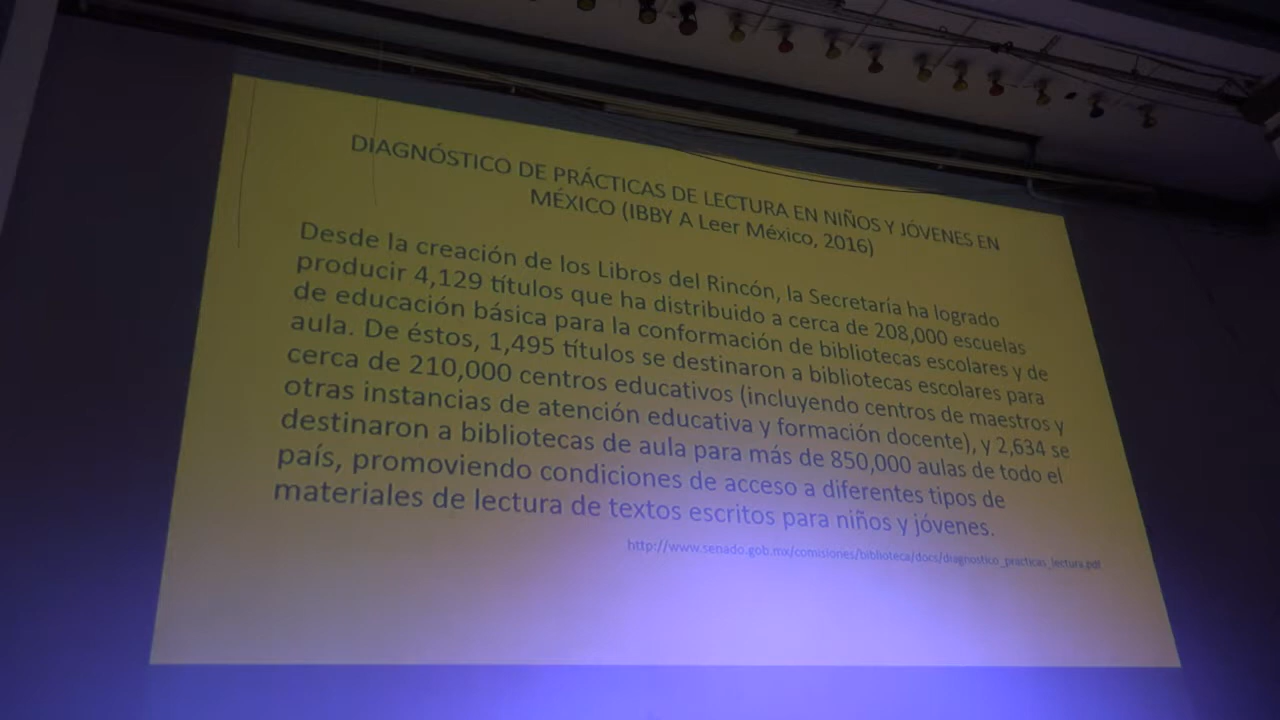 DIAGNÓSTICO DE PRÁCTICAS DE LECTURA EN NIÑOS Y JÓVENES EN
MÉXICO (IBBY A Leer México, 2016)
Desde la creación de los Libros del Rincón, la Secretaría ha logrado
producir 4,129 títulos que ha distribuido a cerca de 208,000 escuelas
de educación básica para la conformación de bibliotecas escolares y de
aula. De éstos, 1,495 títulos se destinaron a bibliotecas escolares para
cerca de 210,000 centros educativos (incluyendo centros de maestros y
otras instancias de atención educativa y formación docente), y 2,634 se
destinaron a bibliotecas de aula para más de 850,000 aulas de todo el
país, promoviendo condiciones de acceso a diferentes tipos de
materiales de lectura de textos escritos para niños y jóvenes.
http://www.senado.gob.mx/comisiones/biblioteca/docs/diagnostico_practicas_lectura.pdf